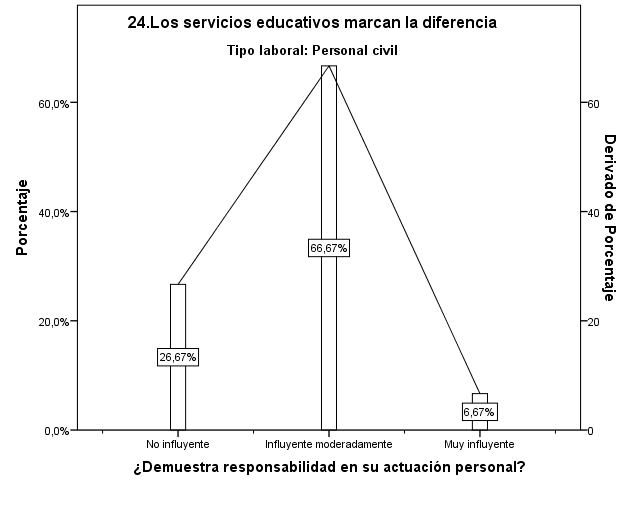 24.Los servicios educativos marcan la diferencia
Tipo laboral: Personal civil
Porcentaje
60,0%
40,0%
20,0%
0,0%
26,67%
66,67%
6,67%
60
40
20
0
Derivado de Porcentaje
No influyente
Influyente moderadamente
Muy influyente
¿Demuestra responsabilidad en su actuación personal?